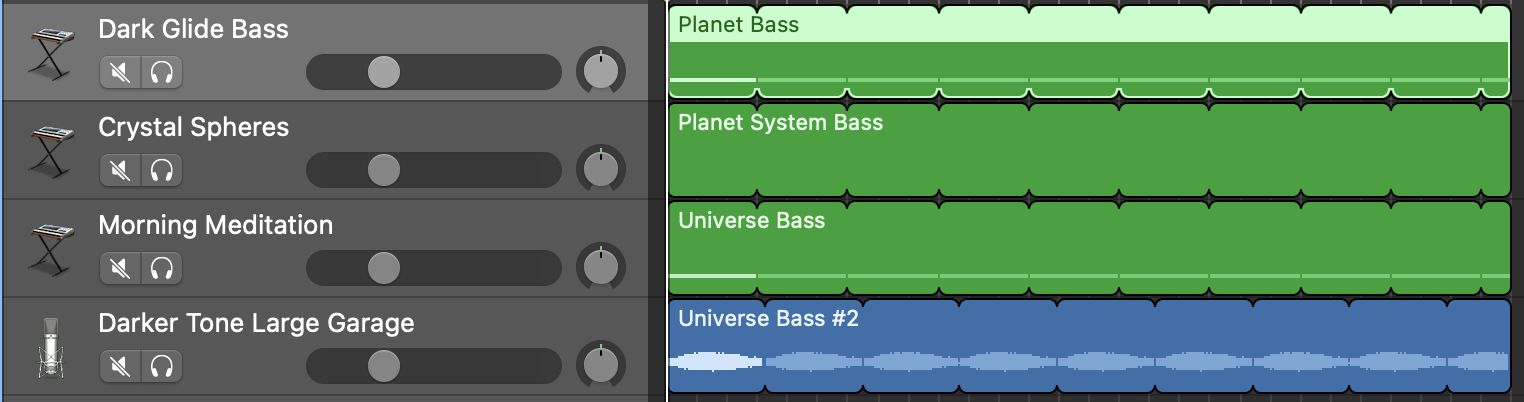 Dark Glide Bass
Planet Bass
Crystal Spheres
Planet System Bass
Morning Meditation
Universe Bass
Darker Tone Large Garage
Universe Bass #2